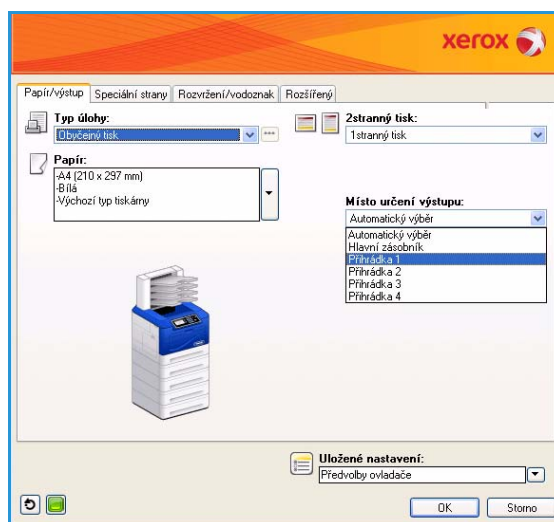 xerox
Papír/výstup Speciální strany Rozvržení/vodoznak Rozšířený
Typ úlohy:
Obyčejný tisk
2stranný tisk:
1stranný tisk
Papír:
-A4 (210 x 297 mm)
-Bílá
-Výchozí typ tiskárny
Místo určení výstupu:
Automatický výběr
Automatický výběr
Hlavní zásobník
Přihrádka 1
Přihrádka 2
Přihrádka 3
Přihrádka 4
Uložené nastavení:
Předvolby ovladače
OK Storno